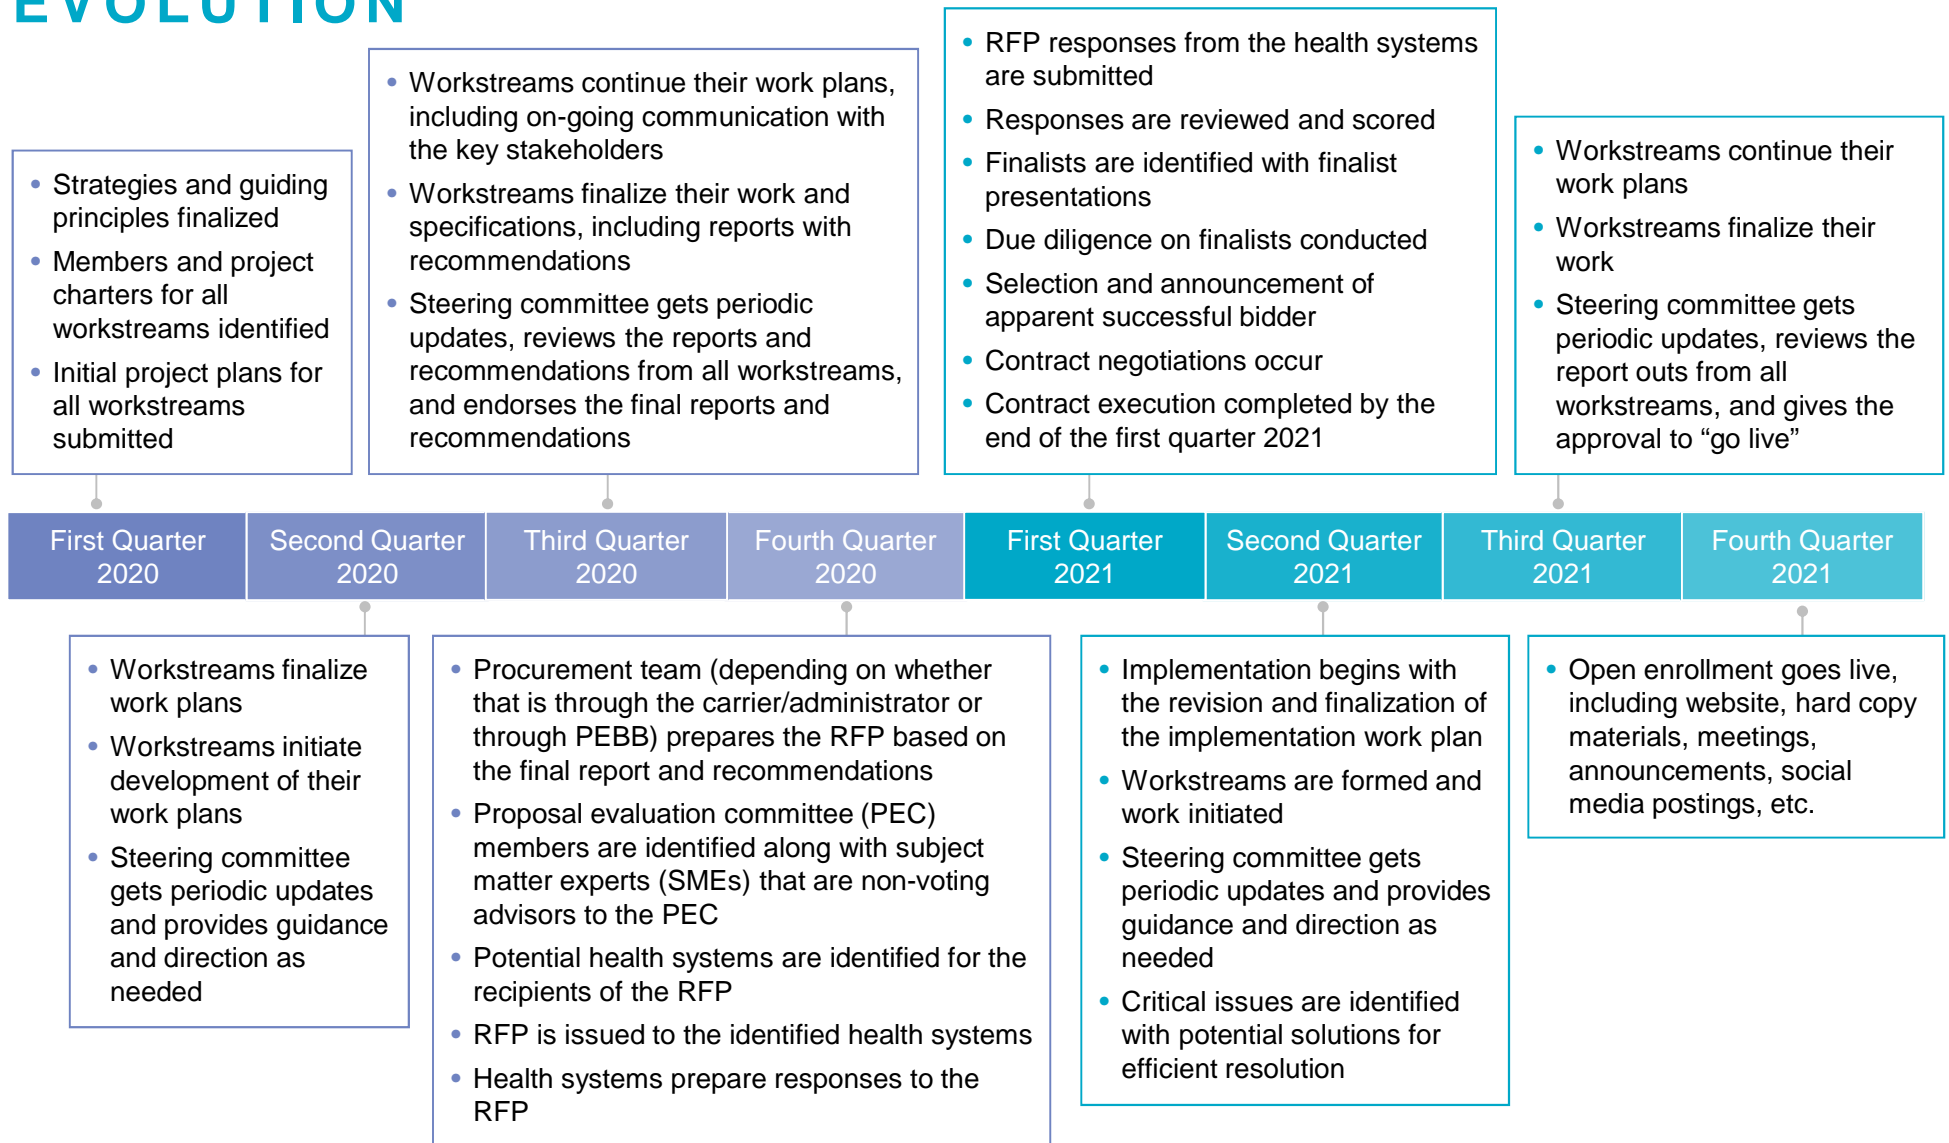 EVOLUTION
• Strategies and guiding
principles finalized
• Members and project
charters for all
workstreams identified
• Initial project plans for
all workstreams
submitted
• Workstreams continue their work plans,
including on-going communication with
the key stakeholders
• Workstreams finalize their work and
specifications, including reports with
recommendations
• Steering committee gets periodic
updates, reviews the reports and
recommendations from all workstreams,
and endorses the final reports and
recommendations
• RFP responses from the health systems
are submitted
• Responses are reviewed and scored
• Finalists are identified with finalist
presentations
• Due diligence on finalists conducted
• Selection and announcement of
apparent successful bidder
• Contract negotiations occur
• Contract execution completed by the
end of the first quarter 2021
• Workstreams continue their
work plans
• Workstreams finalize their
work
• Steering committee gets
periodic updates, reviews the
report outs from all
workstreams, and gives the
approval to “go live”
First Quarter
2020
Second Quarter
2020
Third Quarter
2020
Fourth Quarter
2020
First Quarter
2021
Second Quarter
2021
Third Quarter
2021
Fourth Quarter
2021
• Workstreams finalize
work plans
• Workstreams initiate
development of their
work plans
• Steering committee
gets periodic updates
and provides guidance
and direction as
needed
• Procurement team (depending on whether
that is through the carrier/administrator or
through PEBB) prepares the RFP based on
the final report and recommendations
• Proposal evaluation committee (PEC)
members are identified along with subject
matter experts (SMEs) that are non-voting
advisors to the PEC
• Potential health systems are identified for the
recipients of the RFP
• RFP is issued to the identified health systems
• Health systems prepare responses to the
RFP
• Implementation begins with
the revision and finalization of
the implementation work plan
• Workstreams are formed and
work initiated
• Steering committee gets
periodic updates and provides
guidance and direction as
needed
• Critical issues are identified
with potential solutions for
efficient resolution
• Open enrollment goes live,
including website, hard copy
materials, meetings,
announcements, social
media postings, etc.